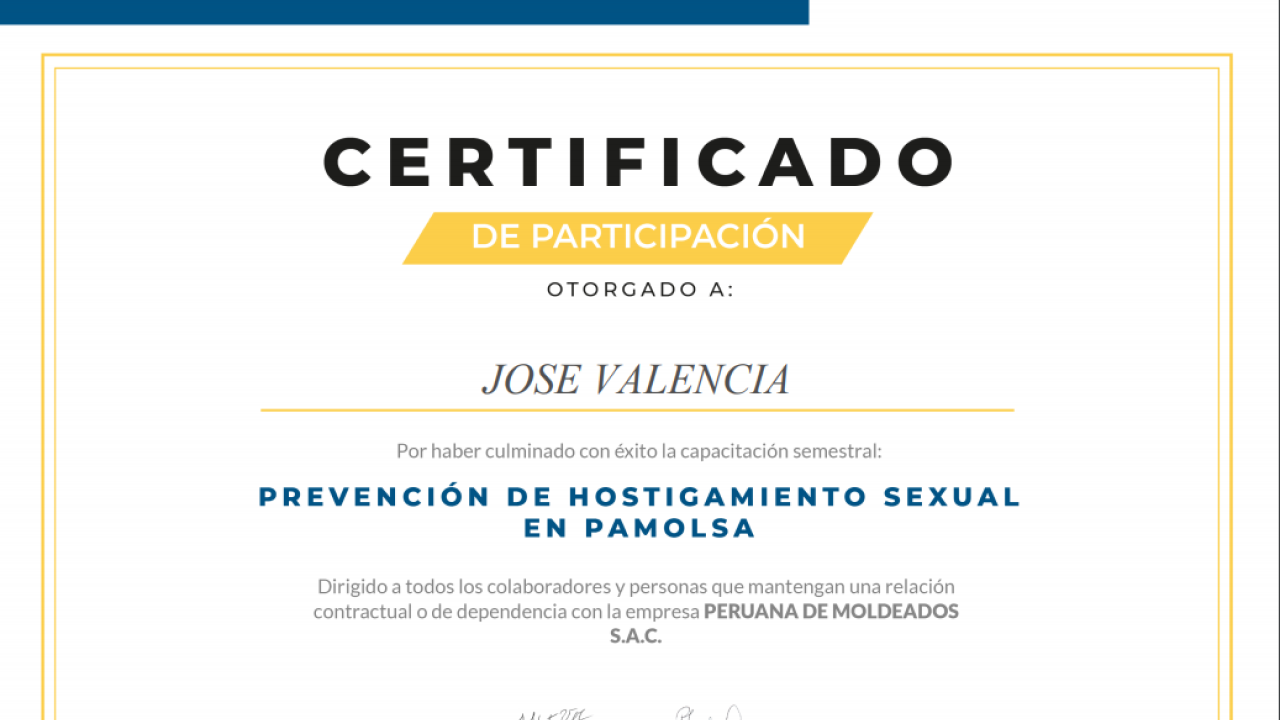 CERTIFICADO
DE PARTICIPACIÓN
OTORGADO A:
JOSE VALENCIA
Por haber culminado con éxito la capacitación semestral:
PREVENCIÓN DE HOSTIGAMIENTO SEXUAL
EN PAMOLSA
Dirigido a todos los colaboradores y personas que mantengan una relación
contractual o de dependencia con la empresa PERUANA DE MOLDEADOS
S.A.C.